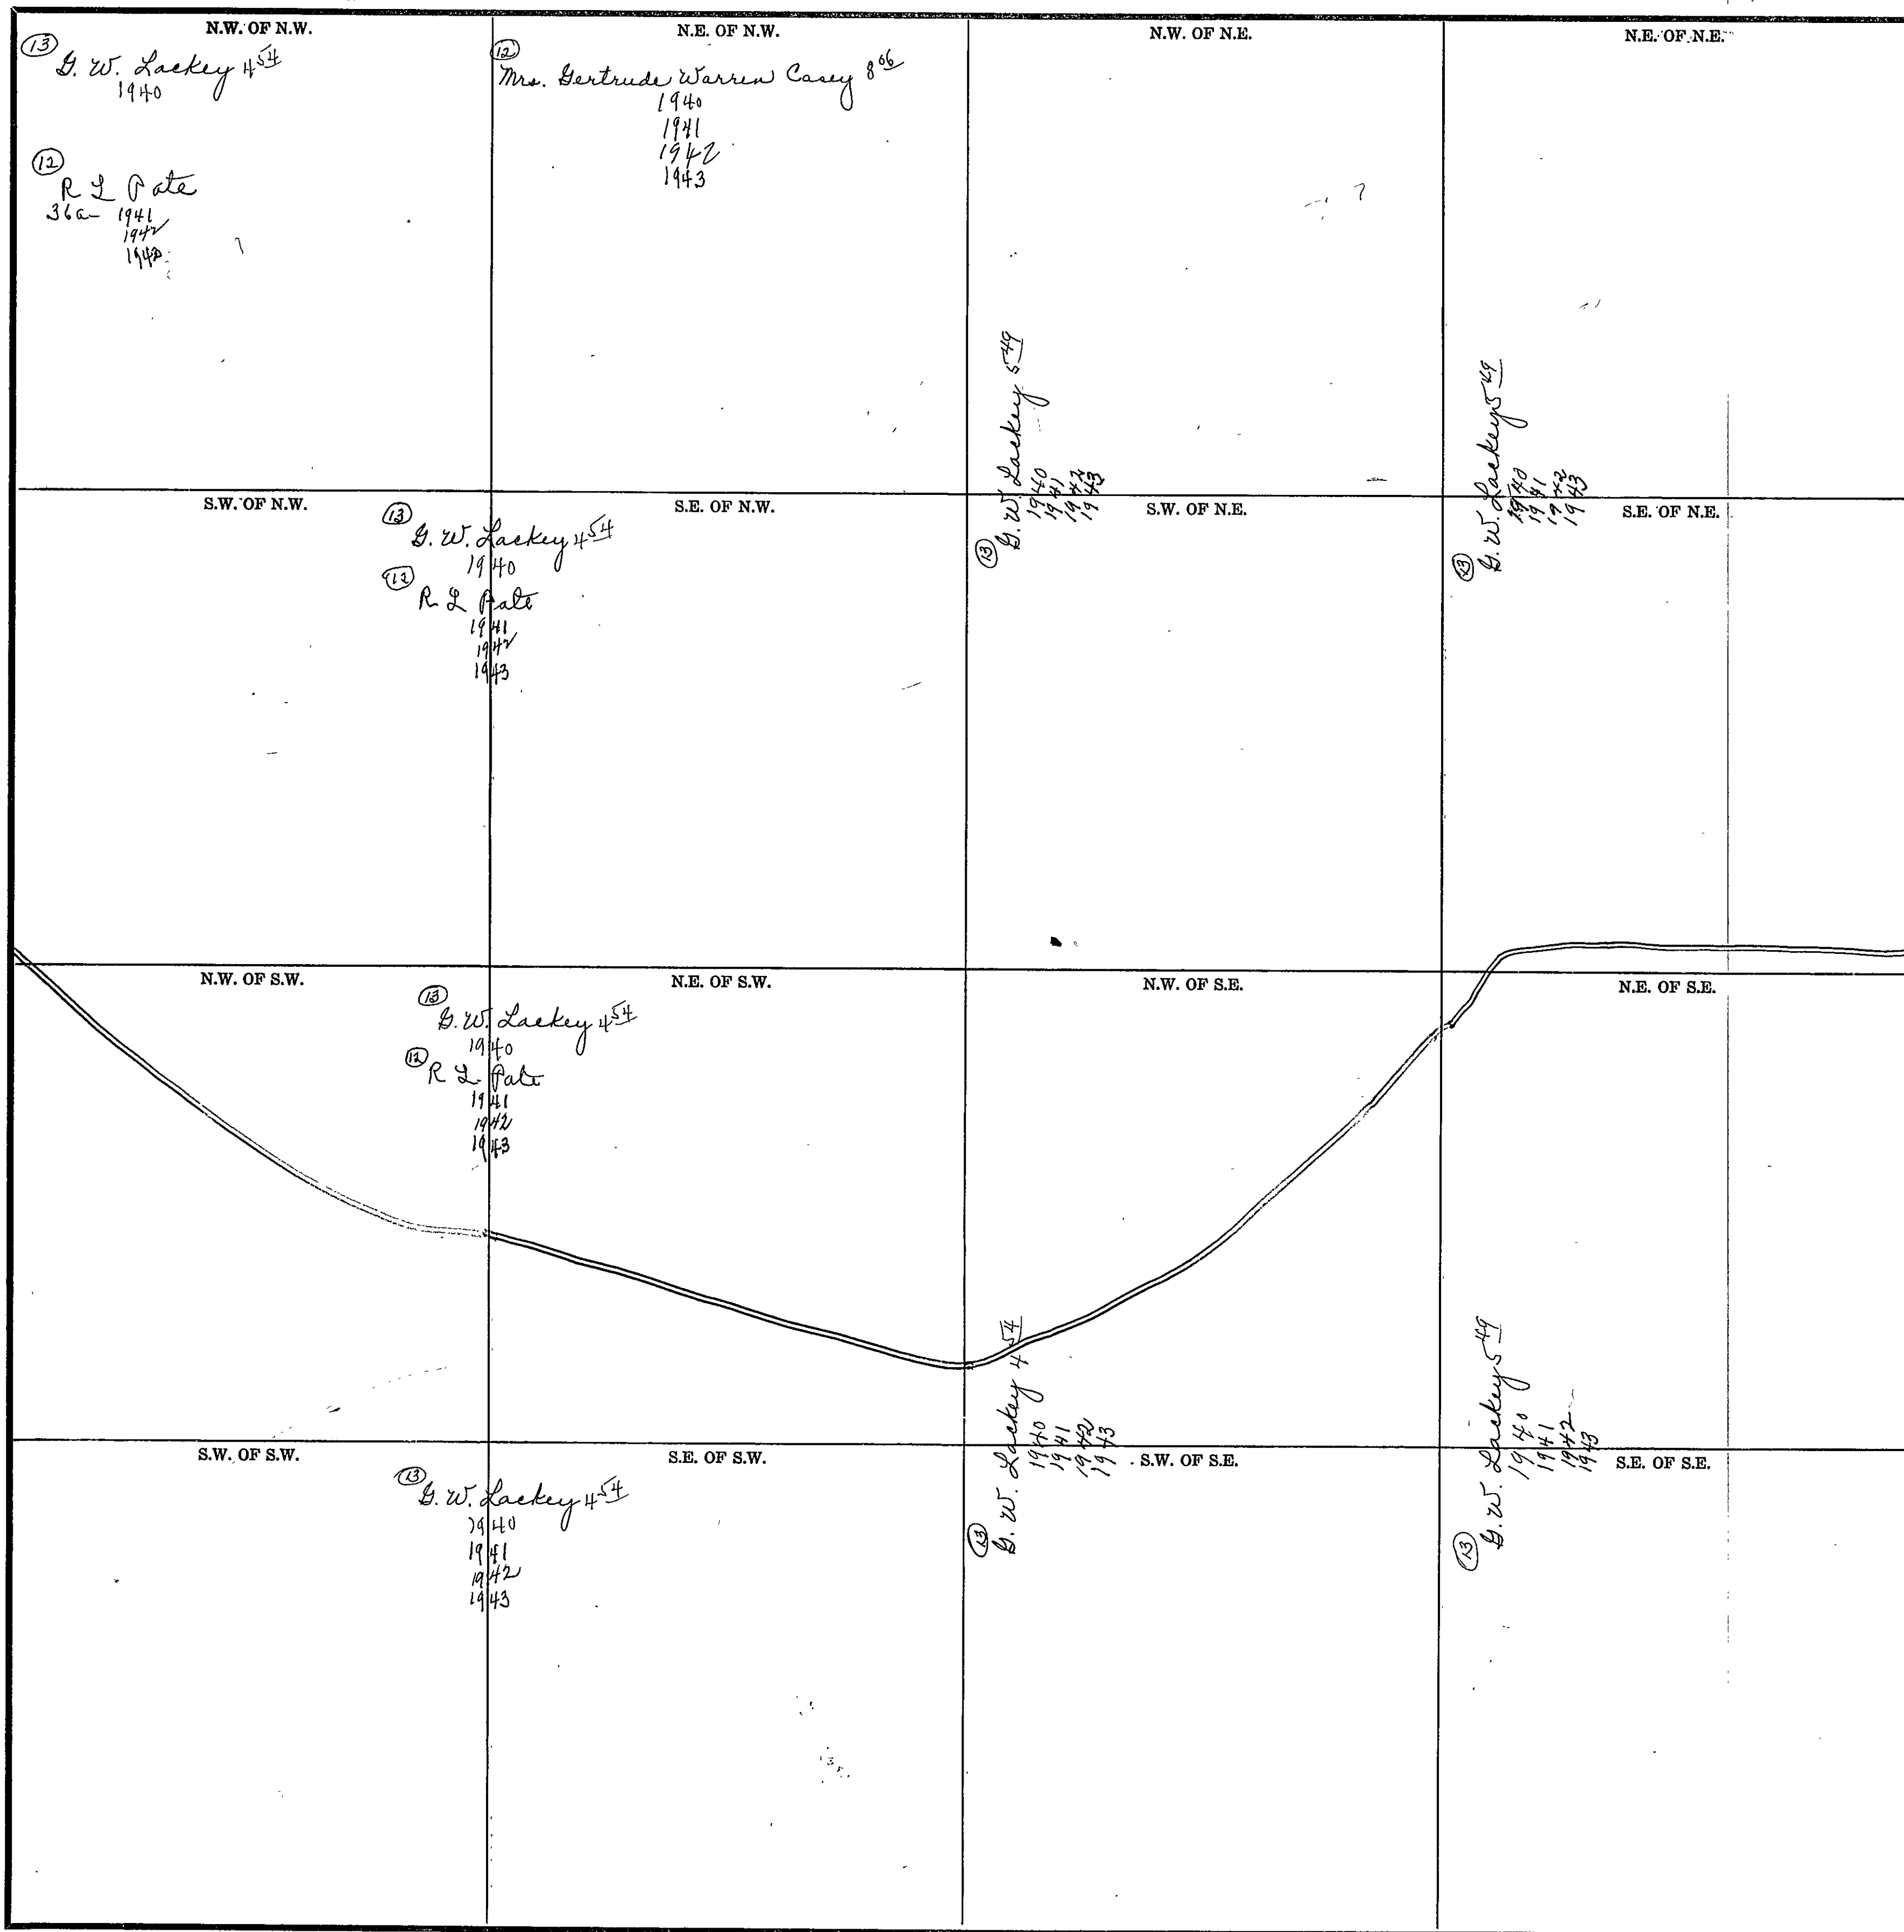 N.W. OF N.W.
13
G. W. Lackey 4 54
1940
12
R L Pate
36a- 1941
1942
N.E. OF N.W.
12
Mrs. Gertrude Warren Casey 8 06
1940
1941
1942
1943
N.W. OF N.E.
13
G. W. Lackey 5 49
1940
1941
1942
1943
N.E. OF N.E.
13
G. W. Lackey 5 49
1940
1941
1942
1943
S.W. OF N.W.
13
G. W. Lackey 4 54
1940
12
R L Pate
1941
1942
1943
S.E. OF N.W.
S.W. OF N.E.
S.E. OF N.E.
N.W. OF S.W.
13
G. W. Lackey 4 54
1940
12
R L Pate
1941
1942
1943
N.E. OF S.W.
N.W. OF S.E.
13
G. W. Lackey 4 54
1940
1941
1942
1943
N.E. OF S.E.
13
G. W. Lackey 5 49
1940
1941
1942
1943
S.W. OF S.W.
13
G. W. Lackey 4 54
1940
1941
1942
1943
S.E. OF S.W.
S.W. OF S.E.
S.E. OF S.E.